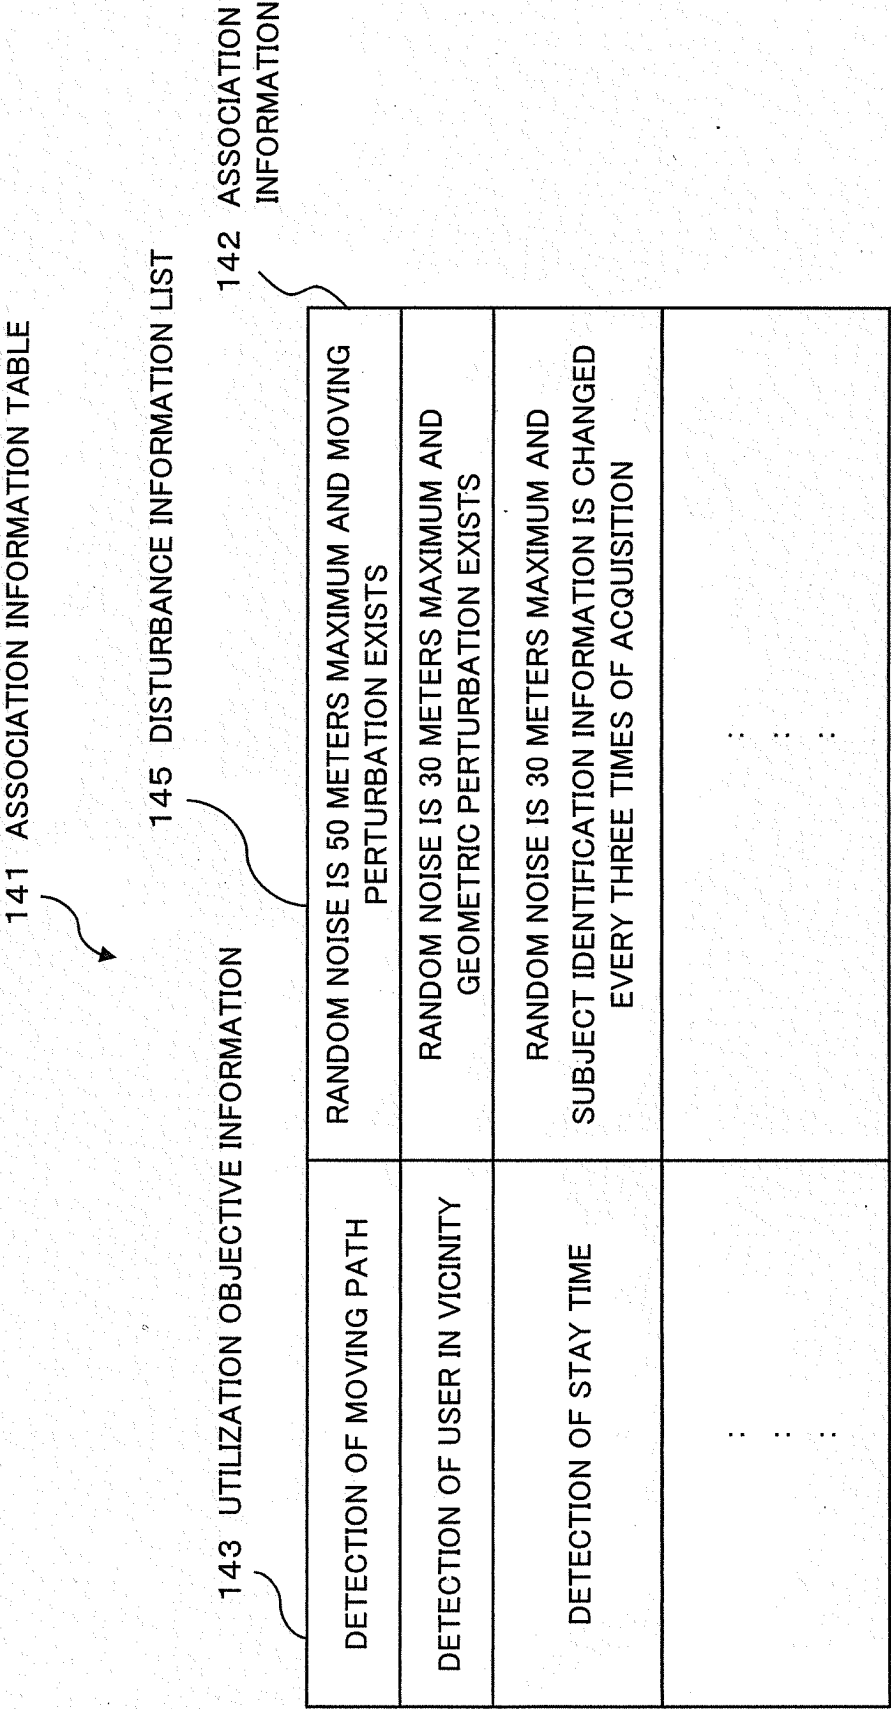 141 ASSOCIATION INFORMATION TABLE
145 DISTURBANCE INFORMATION LIST
143 UTILIZATION OBJECTIVE INFORMATION
142 ASSOCIATION
INFORMATION
DETECTION OF MOVING PATH
RANDOM NOISE IS 50 METERS MAXIMUM AND MOVING
PERTURBATION EXISTS
DETECTION OF USER IN VICINITY
RANDOM NOISE IS 30 METERS MAXIMUM AND
GEOMETRIC PERTURBATION EXISTS
DETECTION OF STAY TIME
RANDOM NOISE IS 30 METERS MAXIMUM AND
SUBJECT IDENTIFICATION INFORMATION IS CHANGED
EVERY THREE TIMES OF ACQUISITION